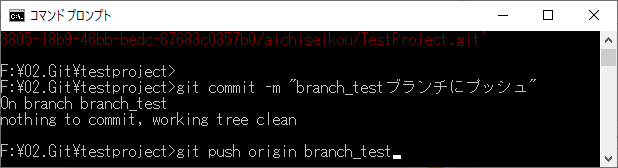 コマンド プロンプト
3805-18b9-46bb-bedc-67683c0357b0/aichiseikou/TestProject.git'
F:¥02.Git¥testproject>
F:¥02.Git¥testproject>git commit -m "branch_testブランチにプッシュ"
On branch branch_test
nothing to commit, working tree clean
F:¥02.Git¥testproject>git push origin branch_test